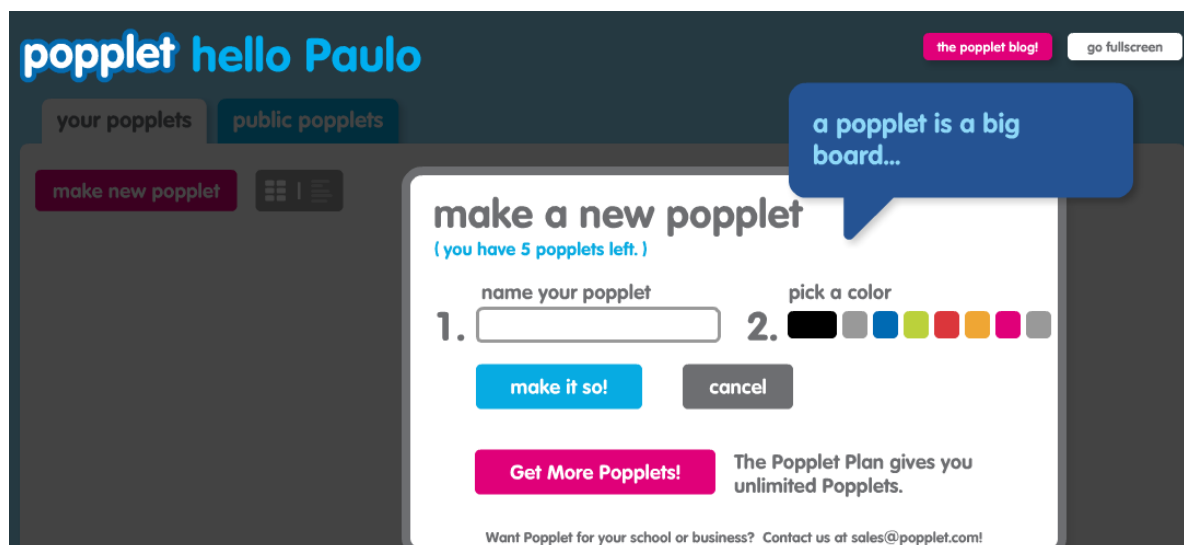 popplet hello Paulo
the popplet blog!
go fullscreen
your popplets
public popplets
a popplet is a big
board...
make new popplet
make a new popplet
( you have 5 popplets left. )
name your popplet
pick a color
1.
2.
make it so!
cancel
Get More Popplets!
The Popplet Plan gives you
unlimited Popplets.
Want Popplet for your school or business? Contact us at sales@popplet.com!